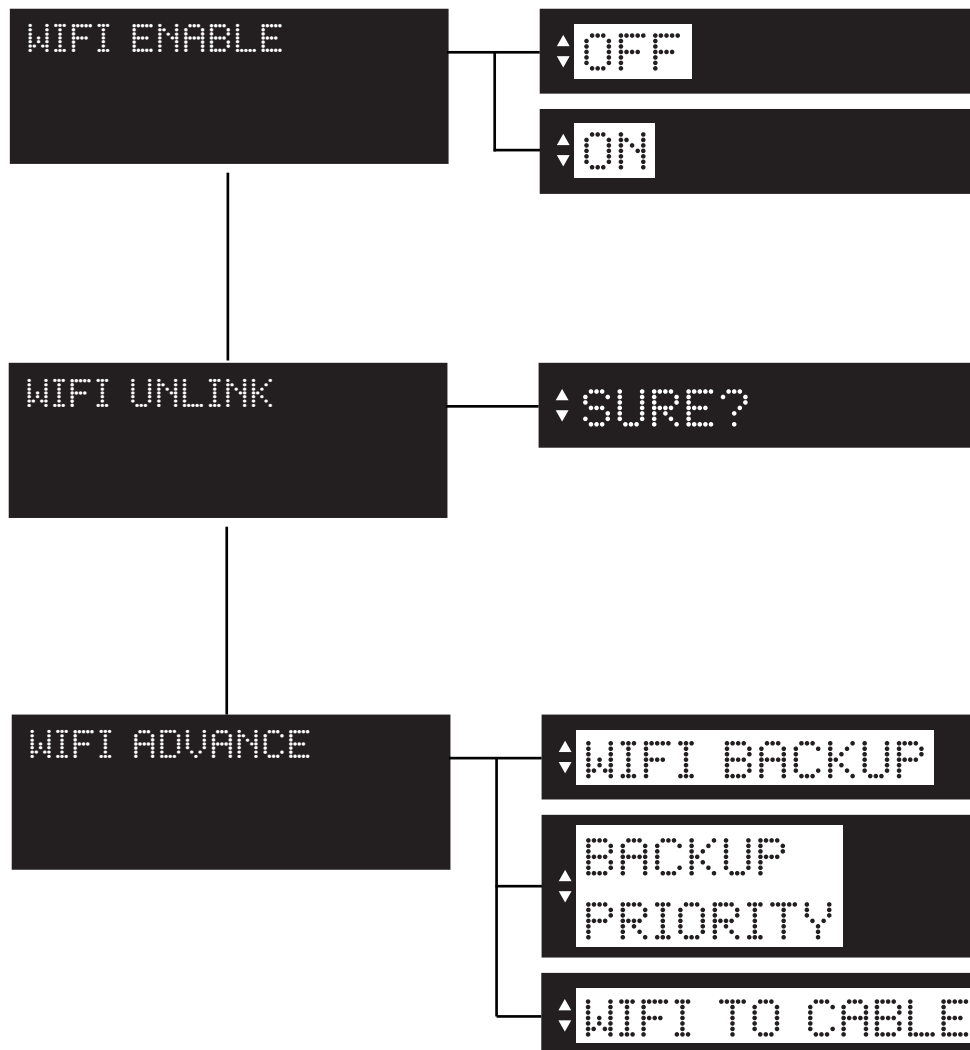 WIFI ENABLE
OFF
ON
WIFI UNLINK
SURE?
WIFI ADVANCE
WIFI BACKUP
BACKUP
PRIORITY
WIFI TO CABLE